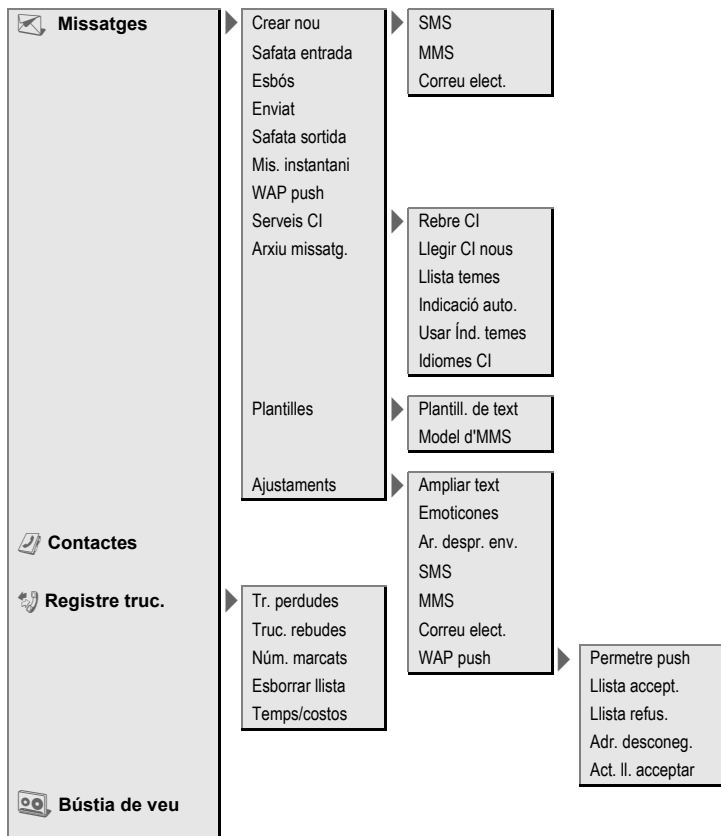 Missatges
Crear nou
Safata entrada
Esbós
Enviat
Safata sortida
Mis. instantani
WAP push
Serveis CI
Arxiu missatg.
Plantilles
Ajustaments
SMS
MMS
Correu elect.
Rebre CI
Llegir CI nous
Llista temes
Indicació auto.
Usar Índ. temes
Idiomes CI
Plantill. de text
Model d'MMS
Ampliar text
Emoticones
Ar. despr. env.
SMS
MMS
Correu elect.
WAP push
Permetre push
Llista accept.
Llista refus.
Adr. desconeg.
Act. ll. acceptar
Contactes
Registre truc.
Tr. perdudes
Truc. rebudes
Núm. marcats
Esborrar llista
Temps/costos
Bústia de veu